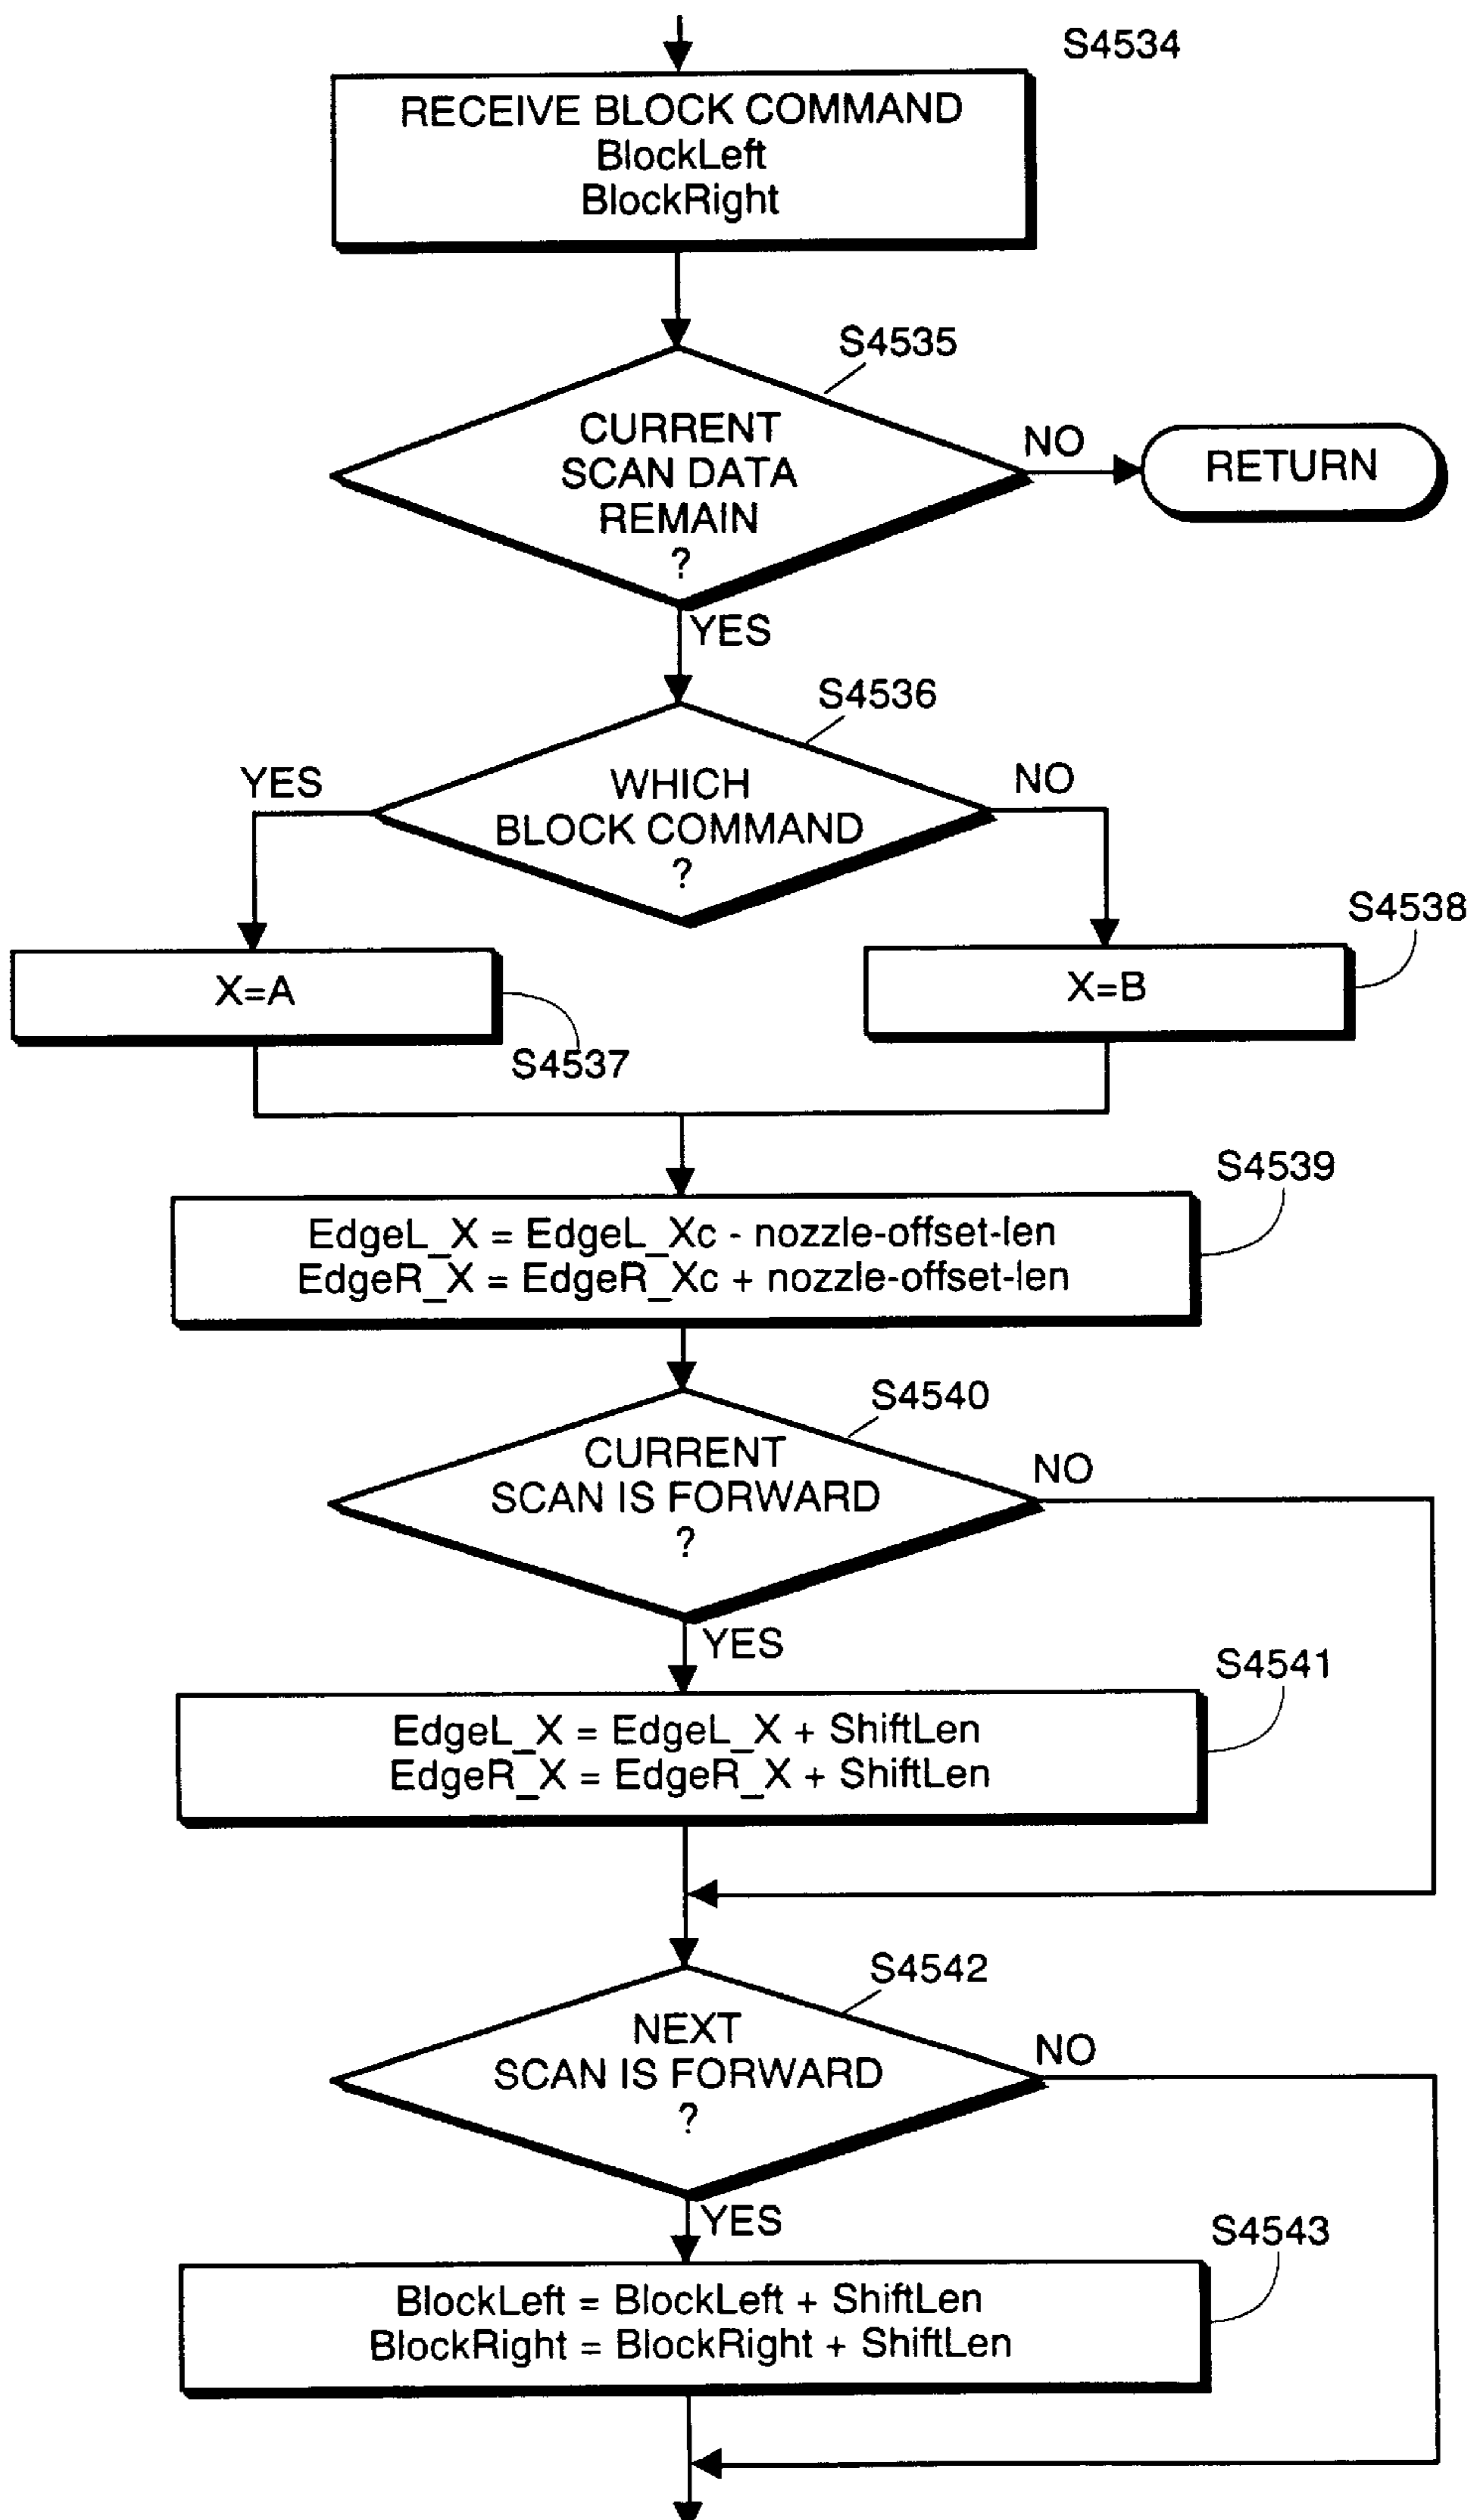 S4534
RECEIVE BLOCK COMMAND
BlockLeft
BlockRight
S4535
CURRENT
SCAN DATA
REMAIN
?
NO
RETURN
YES
S4536
YES
WHICH
BLOCK COMMAND
?
NO
S4538
X=A
X=B
S4537
S4539
EdgeL_X = EdgeL_Xc - nozzle-offset-len
EdgeR_X = EdgeR_Xc + nozzle-offset-len
S4540
CURRENT
SCAN IS FORWARD
?
NO
YES
S4541
EdgeL_X = EdgeL_X + ShiftLen
EdgeR_X = EdgeR_X + ShiftLen
S4542
NEXT
SCAN IS FORWARD
?
NO
YES
S4543
BlockLeft = BlockLeft + ShiftLen
BlockRight = BlockRight + ShiftLen